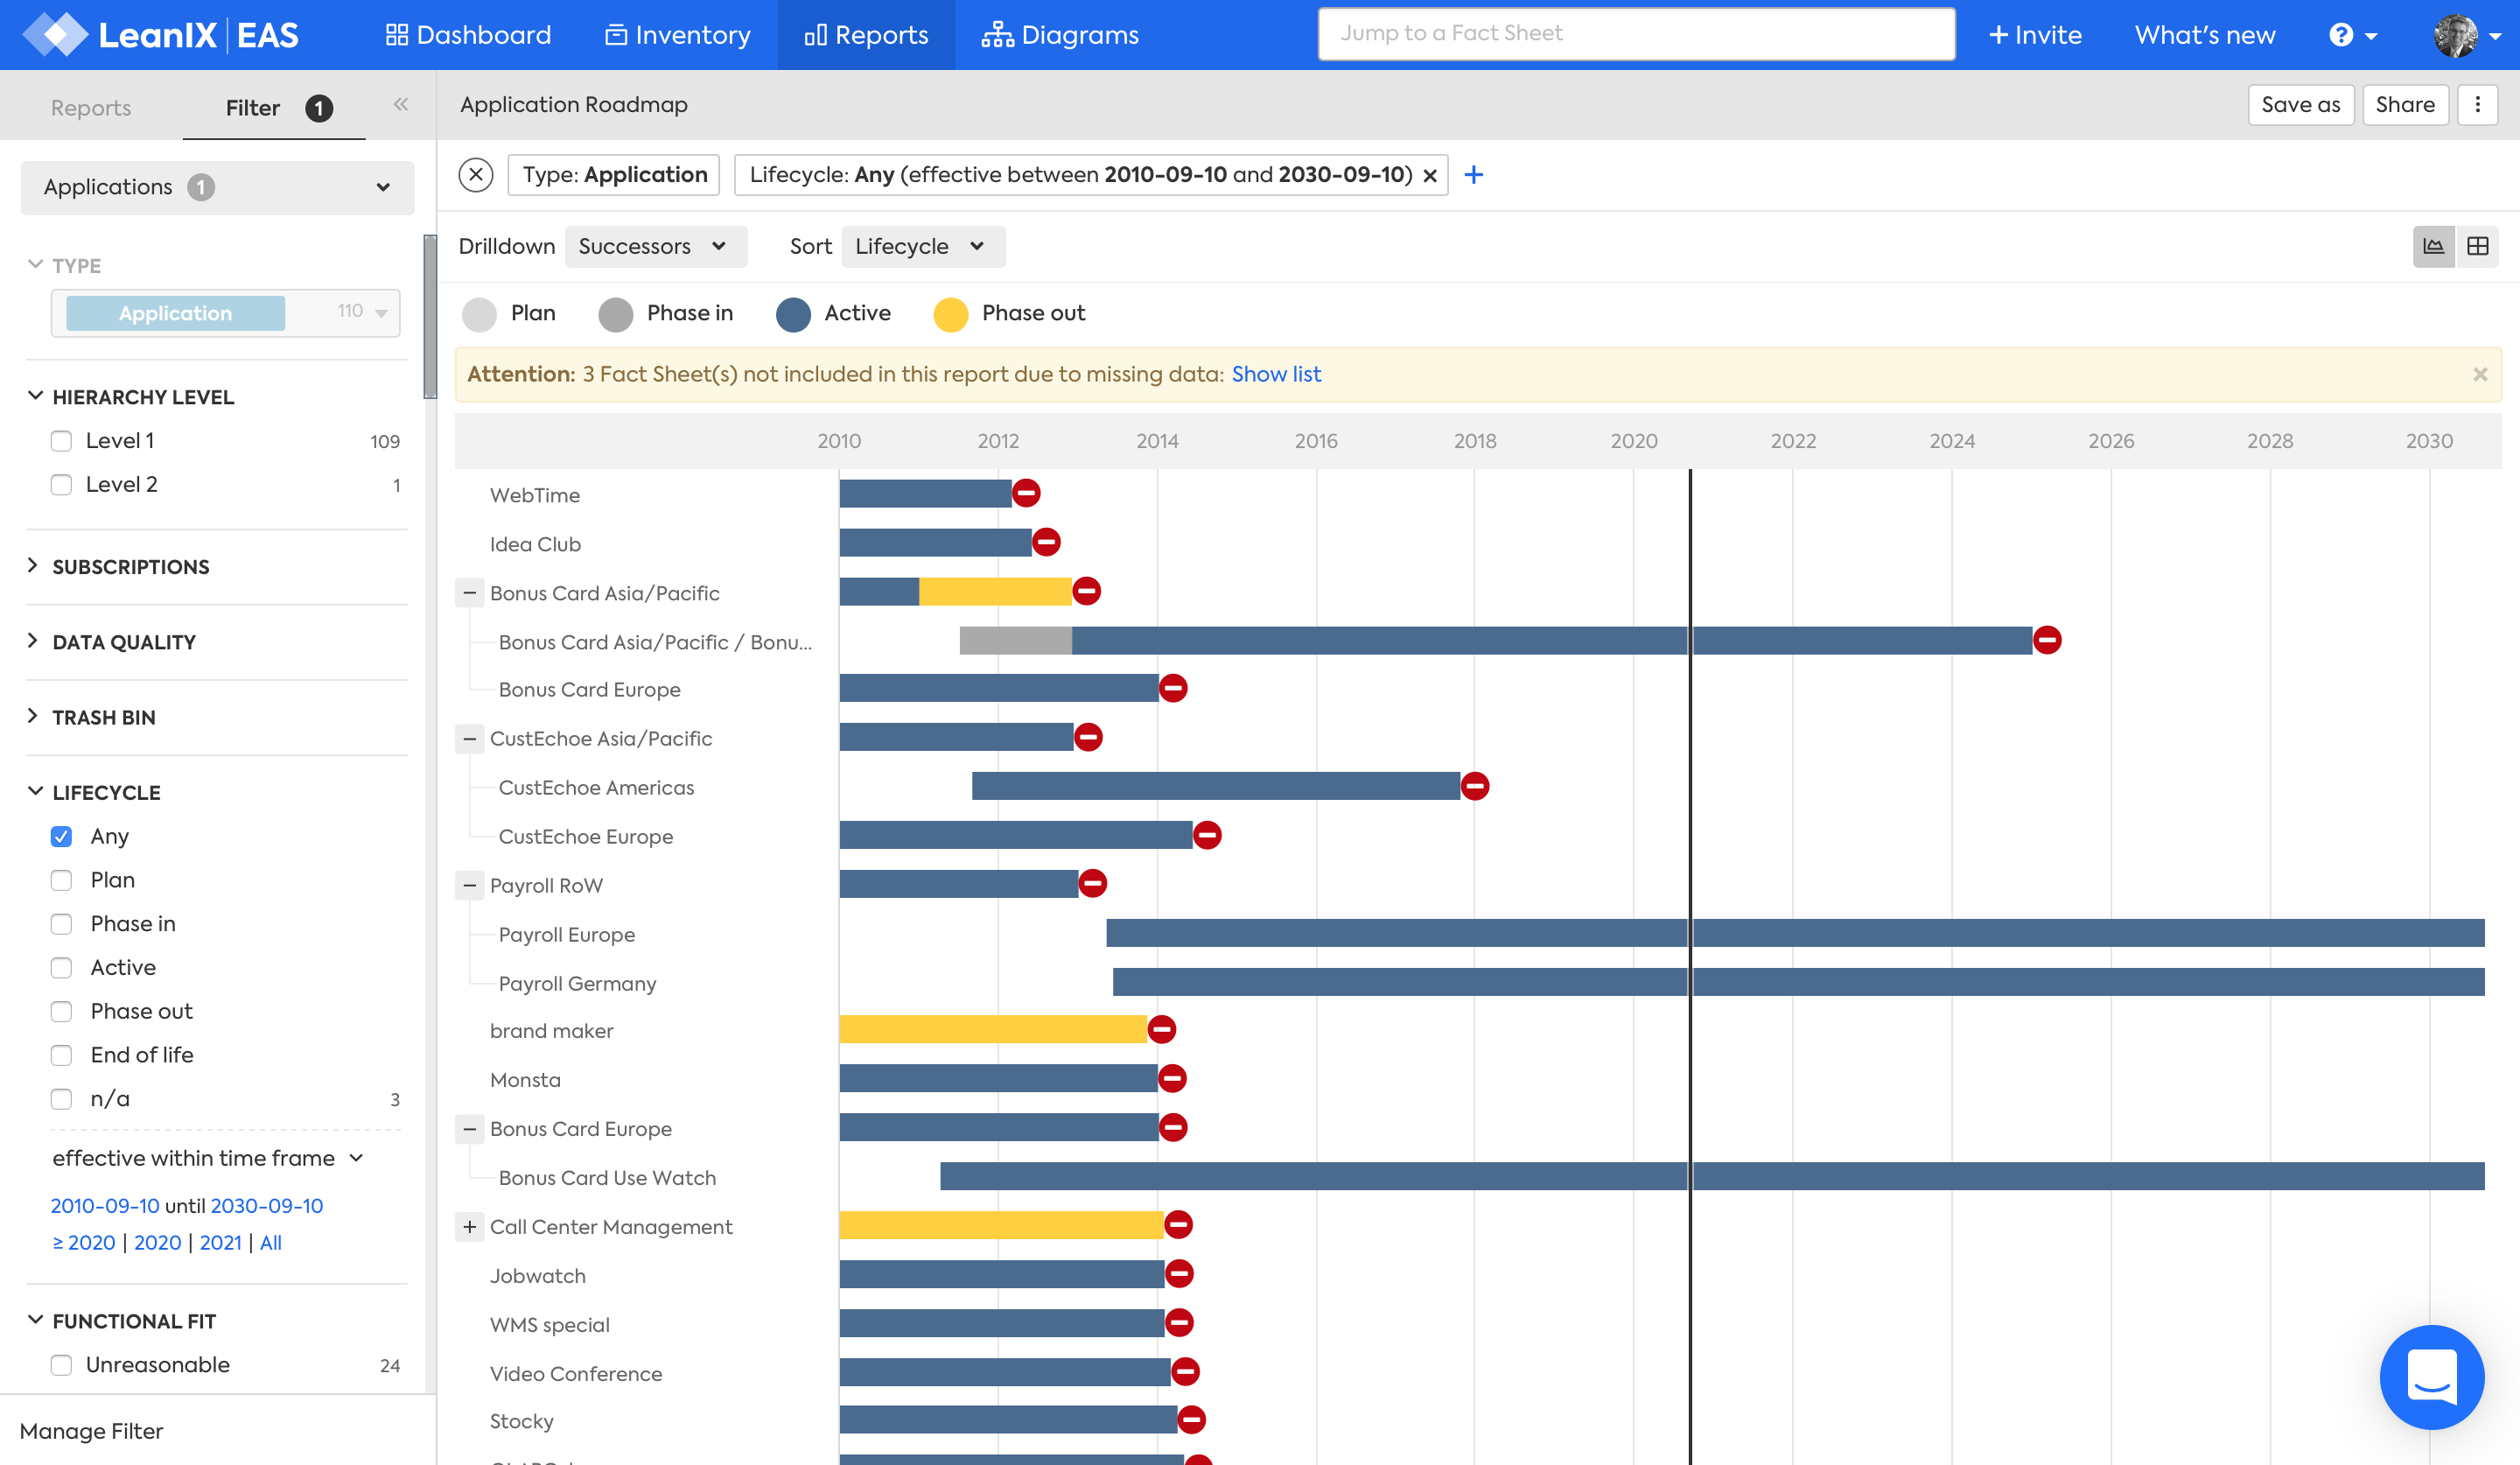 LeanIX EAS Dashboard Inventory Reports Diagrams Jump to a Fact Sheet + Invite What's new ?
Reports Filter 1 «
Application Roadmap Save as Share
Applications 1
Type: Application Lifecycle: Any (effective between 2010-09-10 and 2030-09-10) × +
Drilldown Successors Sort Lifecycle
TYPE
Application 110
Plan Phase in Active Phase out
Attention: 3 Fact Sheet(s) not included in this report due to missing data: Show list ×
HIERARCHY LEVEL
Level 1 109
Level 2 1
SUBSCRIPTIONS
DATA QUALITY
TRASH BIN
LIFECYCLE
Any
Plan
Phase in
Active
Phase out
End of life
n/a 3
effective within time frame
2010-09-10 until 2030-09-10
≥ 2020 | 2020 | 2021 | All
FUNCTIONAL FIT
Unreasonable 24
Manage Filter
2010 2012 2014 2016 2018 2020 2022 2024 2026 2028 2030
WebTime
Idea Club
Bonus Card Asia/Pacific
Bonus Card Asia/Pacific / Bonu...
Bonus Card Europe
CustEchoe Asia/Pacific
CustEchoe Americas
CustEchoe Europe
Payroll RoW
Payroll Europe
Payroll Germany
brand maker
Monsta
Bonus Card Europe
Bonus Card Use Watch
Call Center Management
Jobwatch
WMS special
Video Conference
Stocky